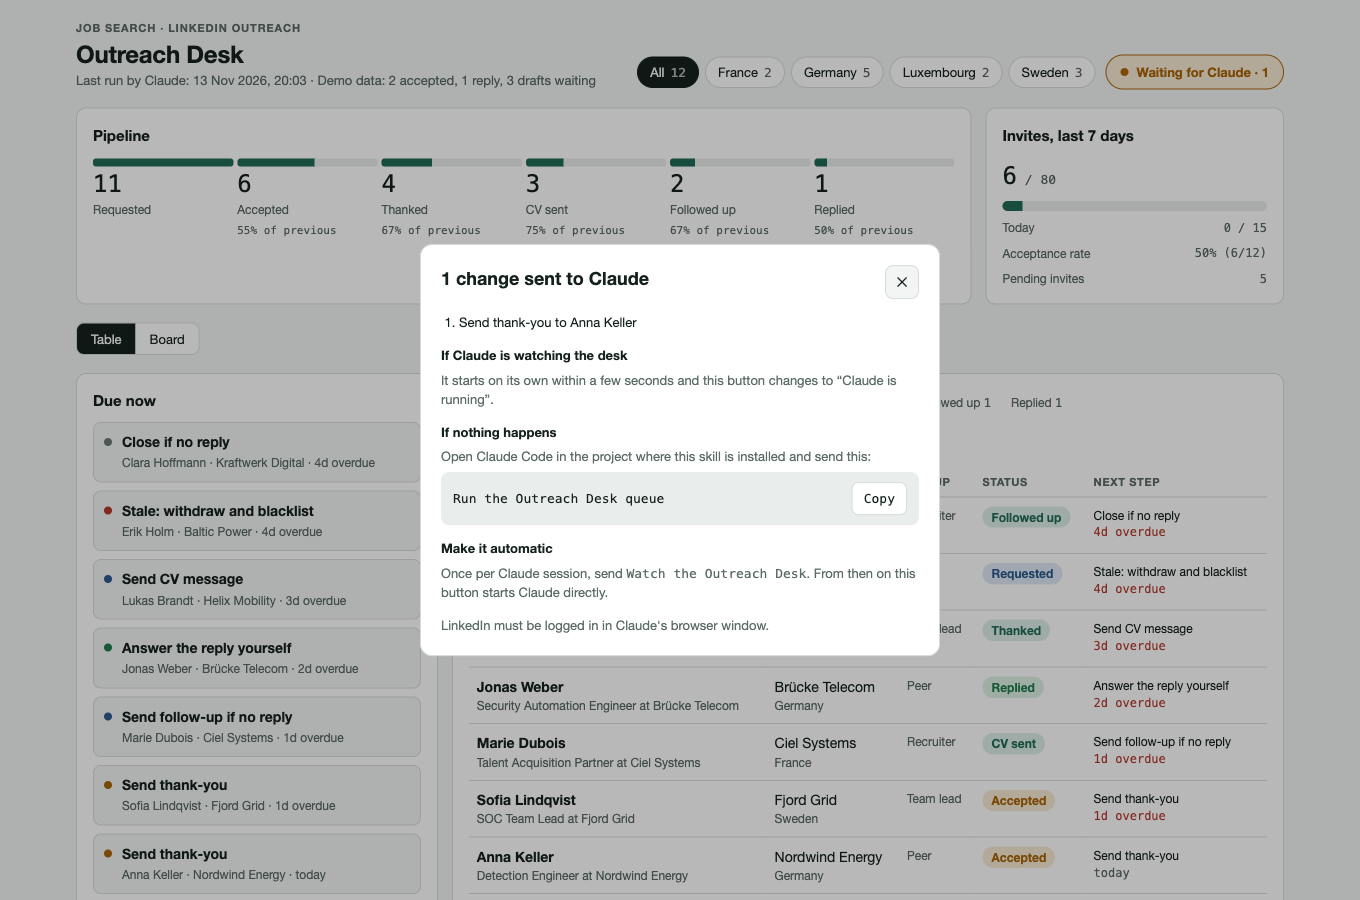 JOB SEARCH · LINKEDIN OUTREACH
Outreach Desk
Last run by Claude: 13 Nov 2026, 20:03 · Demo data: 2 accepted, 1 reply, 3 drafts waiting
All 12
France 2
Germany 5
Luxembourg 2
Sweden 3
Waiting for Claude · 1
Pipeline
11
Requested
6
Accepted
55% of previous
4
Thanked
67% of previous
3
CV sent
75% of previous
2
Followed up
67% of previous
1
Replied
50% of previous
Invites, last 7 days
6 / 80
Today 0 / 15
Acceptance rate 50% (6/12)
Pending invites 5
Table
Board
1 change sent to Claude
1. Send thank-you to Anna Keller
If Claude is watching the desk
It starts on its own within a few seconds and this button changes to “Claude is
running”.
If nothing happens
Open Claude Code in the project where this skill is installed and send this:
Run the Outreach Desk queue
Copy
Make it automatic
Once per Claude session, send Watch the Outreach Desk. From then on this
button starts Claude directly.
LinkedIn must be logged in in Claude's browser window.
Due now
Close if no reply
Clara Hoffmann · Kraftwerk Digital · 4d overdue
Stale: withdraw and blacklist
Erik Holm · Baltic Power · 4d overdue
Send CV message
Lukas Brandt · Helix Mobility · 3d overdue
Answer the reply yourself
Jonas Weber · Brücke Telecom · 2d overdue
Send follow-up if no reply
Marie Dubois · Ciel Systems · 1d overdue
Send thank-you
Sofia Lindqvist · Fjord Grid · 1d overdue
Send thank-you
Anna Keller · Nordwind Energy · today
up 1
Replied 1
STATUS
NEXT STEP
Followed up
Close if no reply
4d overdue
Requested
Stale: withdraw and blacklist
4d overdue
lead
Thanked
Send CV message
3d overdue
Jonas Weber
Security Automation Engineer at Brücke Telecom
Brücke Telecom
Germany
Peer
Replied
Answer the reply yourself
2d overdue
Marie Dubois
Talent Acquisition Partner at Ciel Systems
Ciel Systems
France
Recruiter
CV sent
Send follow-up if no reply
1d overdue
Sofia Lindqvist
SOC Team Lead at Fjord Grid
Fjord Grid
Sweden
Team lead
Accepted
Send thank-you
1d overdue
Anna Keller
Detection Engineer at Nordwind Energy
Nordwind Energy
Germany
Peer
Accepted
Send thank-you
today